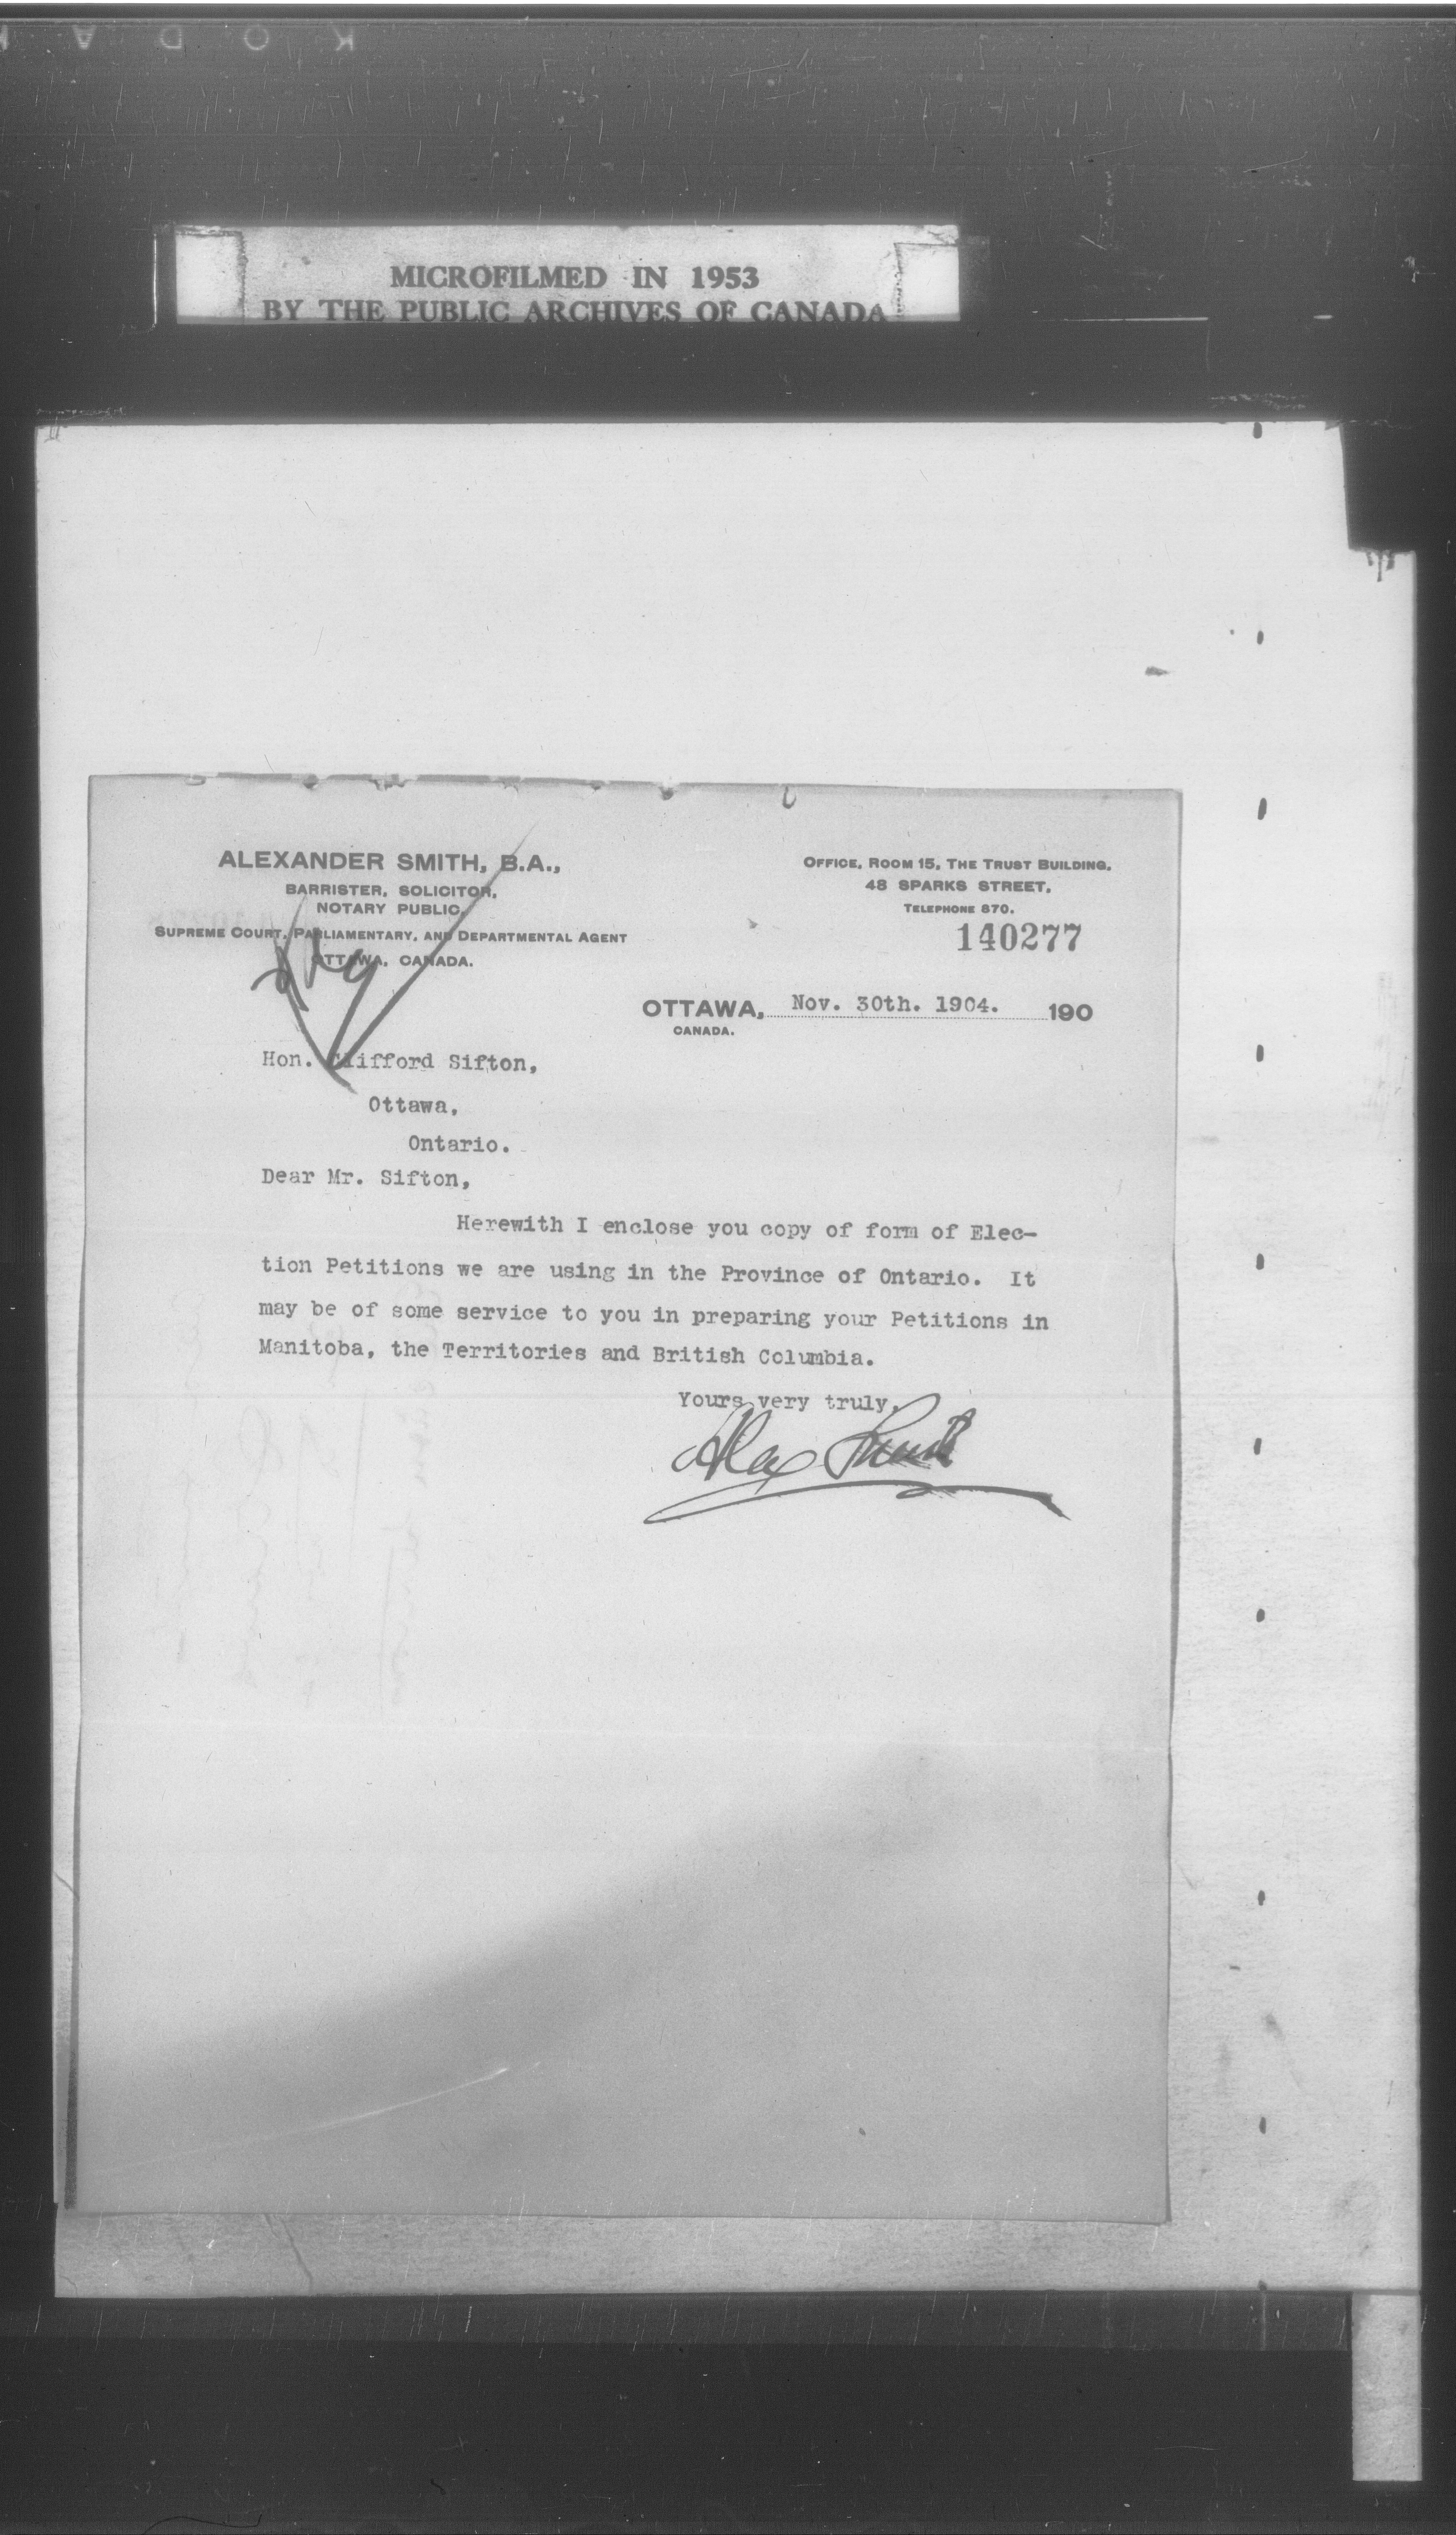 KODA
MICROFILMED IN 1953
BY THE PUBLIC ARCHIVES OF CANADA
ALEXANDER SMITH, B.A.,
BARRISTER, SOLICITOR,
NOTARY PUBLIC,
SUPREME COURT, PARLIAMENTARY, AND DEPARTMENTAL AGENT
OTTAWA, CANADA.
OFFICE, ROOM 15, THE TRUST BUILDING,
48 SPARKS STREET,
TELEPHONE 870.
140277
OTTAWA, Nov. 30th. 1904. 190
CANADA.
Hon. Clifford Sifton,
Ottawa,
Ontario.
Dear Mr. Sifton,
Herewith I enclose you copy of form of Elec-
tion Petitions we are using in the Province of Ontario. It
may be of some service to you in preparing your Petitions in
Manitoba, the Territories and British Columbia.
Yours very truly,
Alex Smith